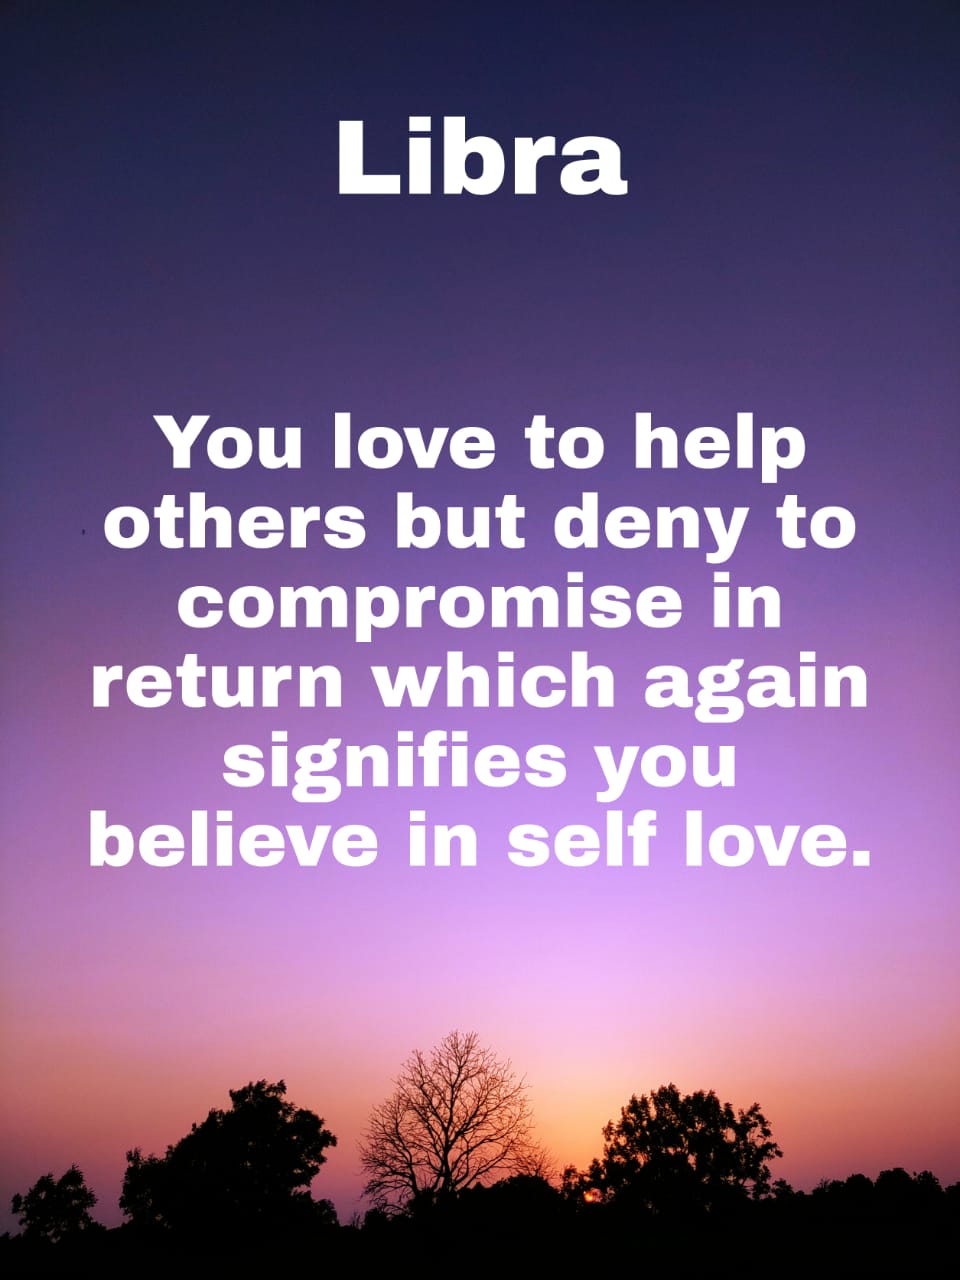 Libra
You love to help
others but deny to
compromise in
return which again
signifies you
believe in self love.